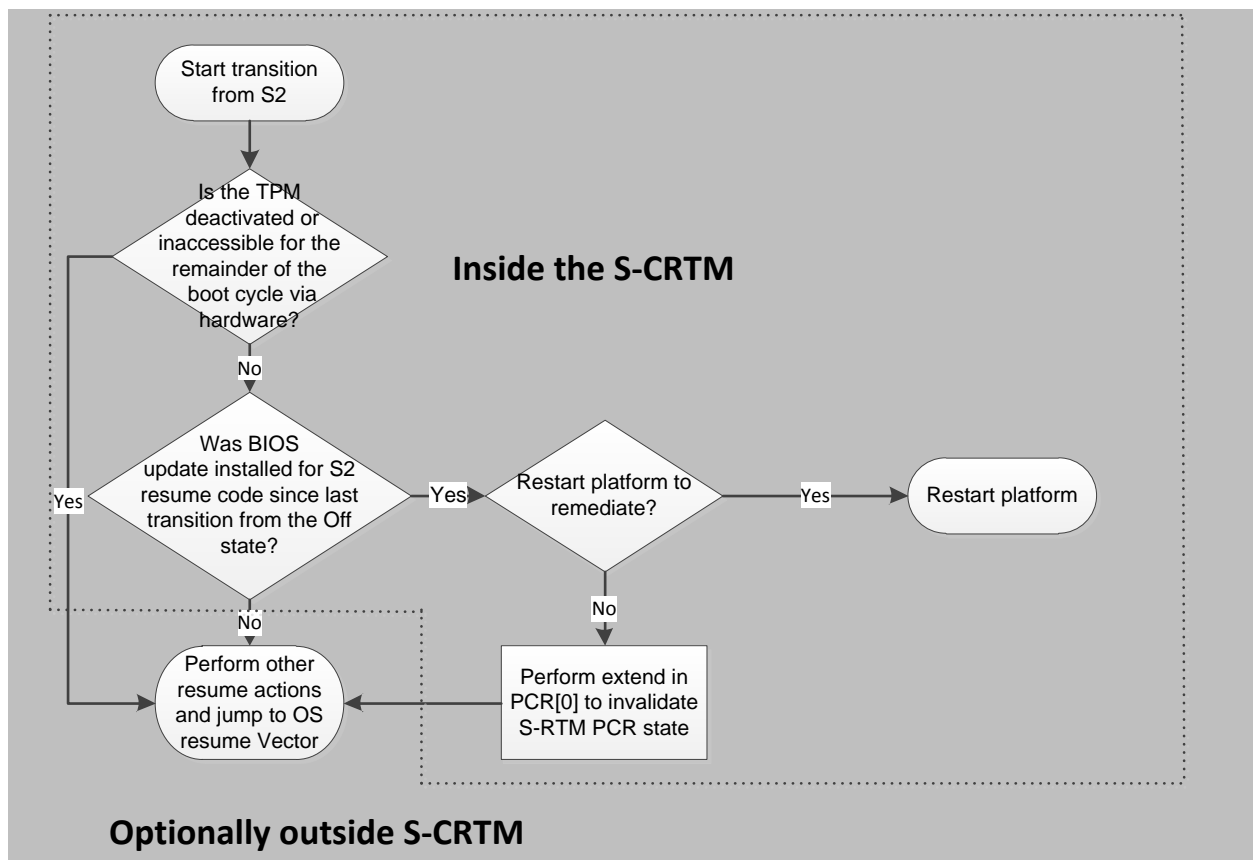 Start transition
from S2
Is the TPM
deactivated or
inaccessible for the
remainder of the
boot cycle via
hardware?
Inside the S-CRTM
No
Was BIOS
update installed for S2
resume code since last
transition from the Off
state?
Yes
Yes
Restart platform to
remediate?
Yes
Restart platform
No
No
Perform other
resume actions
and jump to OS
resume Vector
Perform extend in
PCR[0] to invalidate
S-RTM PCR state
Optionally outside S-CRTM